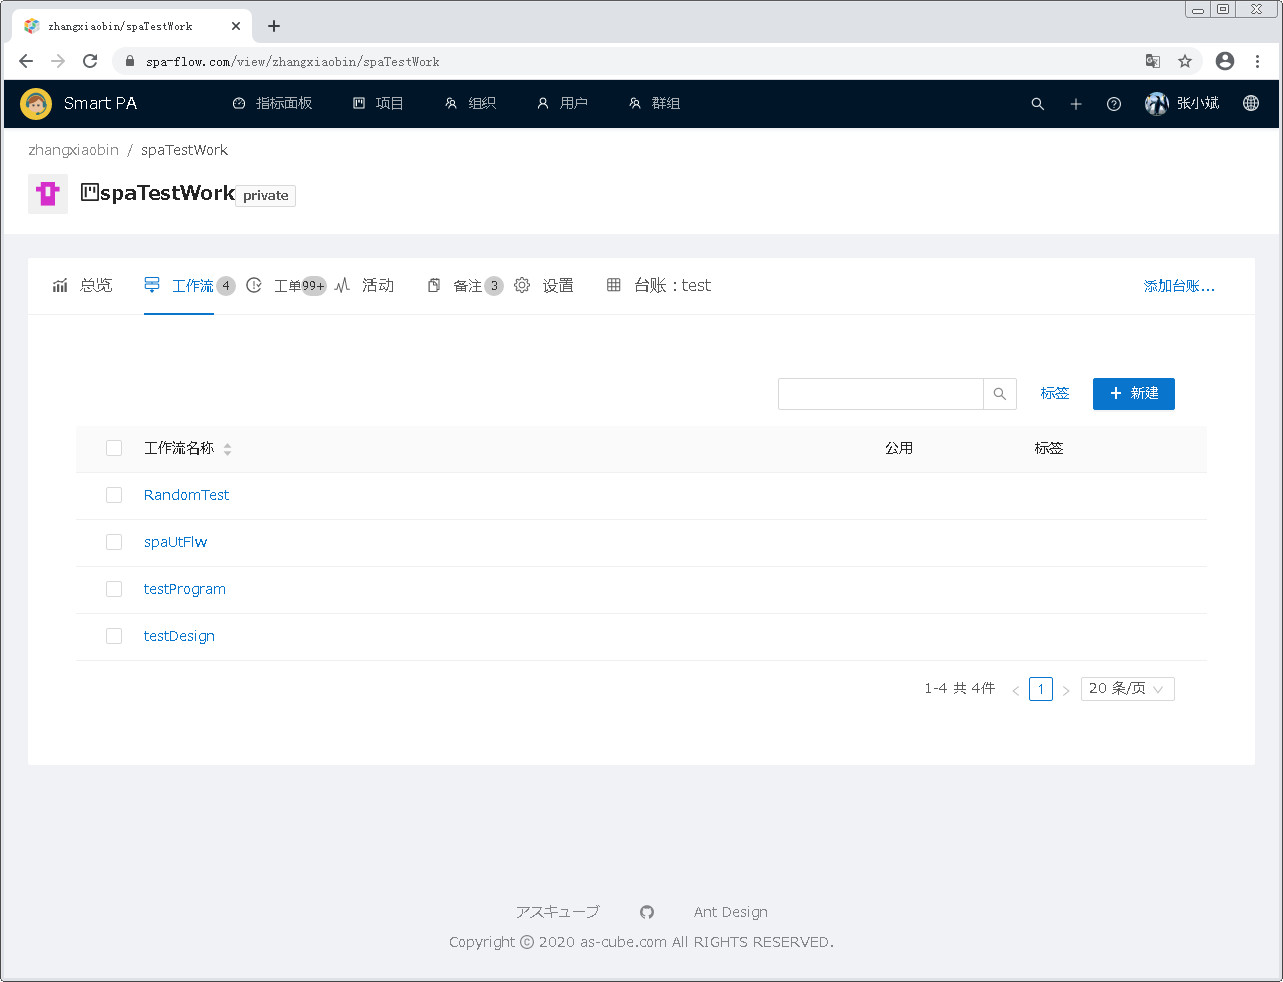 zhangxiaobin/spaTestWork
spa-flow.com/view/zhangxiaobin/spaTestWork
Smart PA 指标面板 项目 组织 用户 群组 张小斌
zhangxiaobin / spaTestWork
spaTestWork private
总览 工作流 4 工单 99+ 活动 备注 3 设置 台账：test 添加台账...
标签 + 新建
工作流名称 公用 标签
RandomTest
spaUtFlw
testProgram
testDesign
1-4 共 4件 < 1 > 20 条/页
アスキューブ Ant Design
Copyright © 2020 as-cube.com All RIGHTS RESERVED.